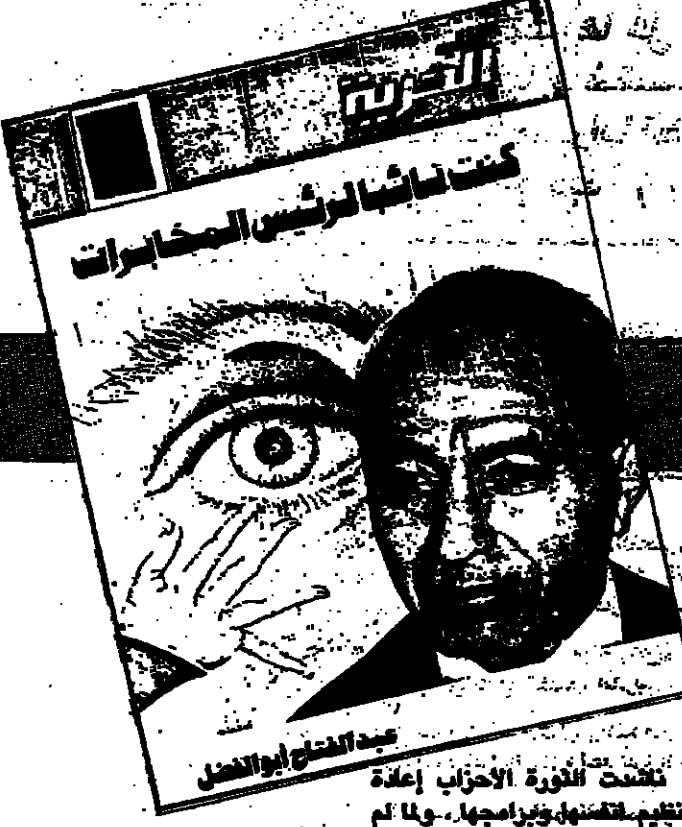 الحرية
كنت نائبا لرئيس المخابرات
عبد الفتاح أبو الفضل
ناشدت الثورة الأحزاب إعادة
تنظيم أنفسها وبرامجها .. ولما لم